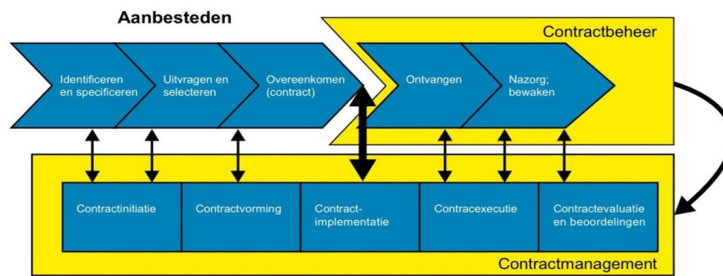 Aanbesteden
Contractbeheer
Identificeren
en specificeren
Uitvragen en
selecteren
Overeenkomen
(contract)
Ontvangen
Nazorg;
bewaken
Contractinitiatie
Contractvorming
Contract-
implementatie
Contracexecutie
Contractevaluatie
en beoordelingen
Contractmanagement